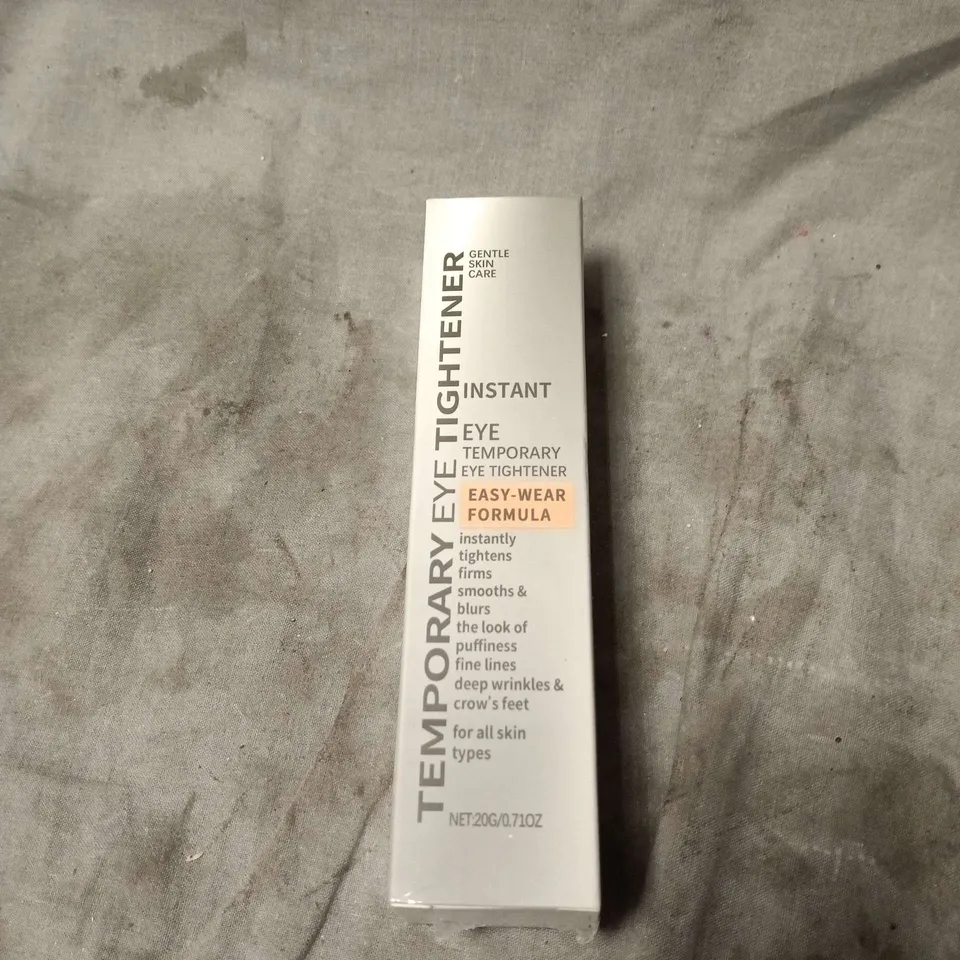 TEMPORARY EYE TIGHTENER
GENTLE
SKIN
CARE
INSTANT
EYE
TEMPORARY
EYE TIGHTENER
EASY-WEAR
FORMULA
instantly
tightens
firms
smooths &
blurs
the look of
puffiness
fine lines
deep wrinkles &
crow's feet
for all skin
types
NET:20G/0.71OZ